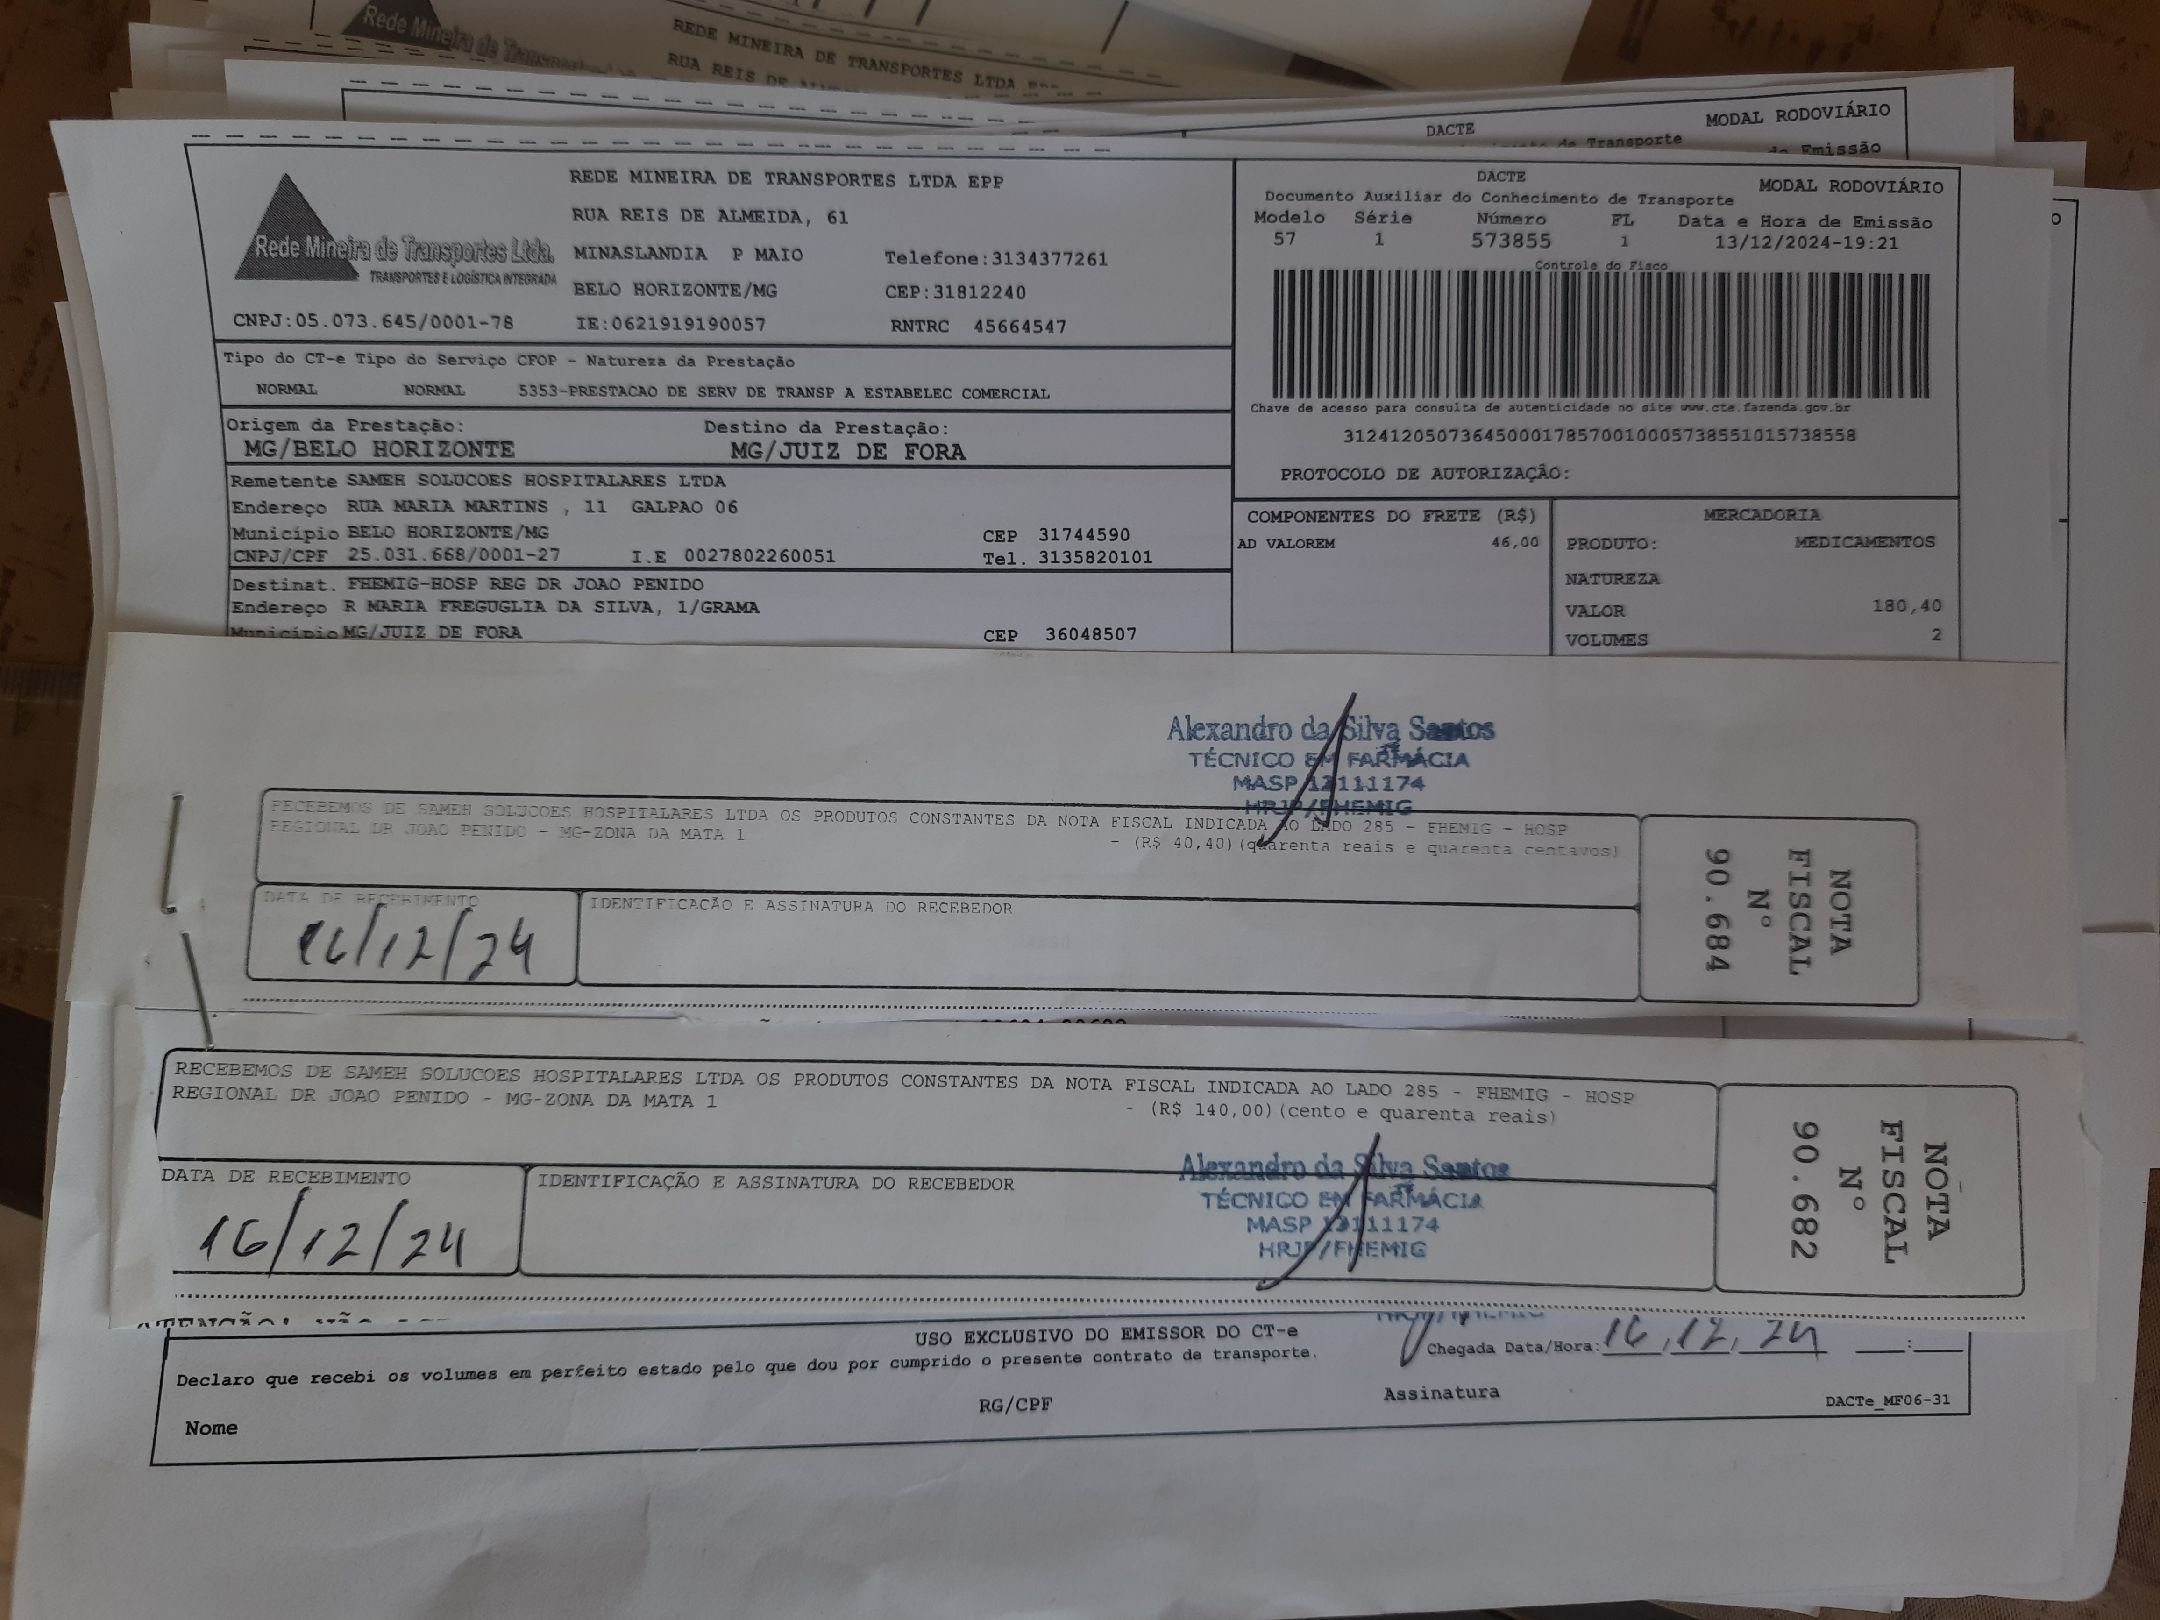 Rede Mineira de Transportes
REDE MINEIRA DE TRANSPORTES LTDA
RUA REIS DE
DACTE
MODAL RODOVIÁRIO
de Transporte
de Emissão
REDE MINEIRA DE TRANSPORTES LTDA EPP
RUA REIS DE ALMEIDA, 61
Rede Mineira de Transportes Ltda.
TRANSPORTES E LOGÍSTICA INTEGRADA
MINASLANDIA P MAIO Telefone:3134377261
BELO HORIZONTE/MG CEP:31812240
CNPJ:05.073.645/0001-78 IE:0621919190057 RNTRC 45664547
DACTE
MODAL RODOVIÁRIO
Documento Auxiliar do Conhecimento de Transporte
Modelo Série Número FL Data e Hora de Emissão
57 1 573855 1 13/12/2024-19:21
Controle do Fisco
Chave de acesso para consulta de autenticidade no site www.cte.fazenda.gov.br
31241205073645000178570010005738551015738558
PROTOCOLO DE AUTORIZAÇÃO:
Tipo do CT-e Tipo do Serviço CFOP - Natureza da Prestação
NORMAL NORMAL 5353-PRESTACAO DE SERV DE TRANSP A ESTABELEC COMERCIAL
Origem da Prestação: Destino da Prestação:
MG/BELO HORIZONTE MG/JUIZ DE FORA
Remetente SAMEH SOLUCOES HOSPITALARES LTDA
Endereço RUA MARIA MARTINS , 11 GALPAO 06
Município BELO HORIZONTE/MG CEP 31744590
CNPJ/CPF 25.031.668/0001-27 I.E 0027802260051 Tel. 3135820101
Destinat. FHEMIG-HOSP REG DR JOAO PENIDO
Endereço R MARIA FREGUGLIA DA SILVA, 1/GRAMA
Município MG/JUIZ DE FORA CEP 36048507
COMPONENTES DO FRETE (R$)
AD VALOREM 46,00
MERCADORIA
PRODUTO: MEDICAMENTOS
NATUREZA
VALOR 180,40
VOLUMES 2
Alexandro da Silva Santos
TÉCNICO EM FARMÁCIA
MASP 12111174
HRJP/FHEMIG
RECEBEMOS DE SAMEH SOLUCOES HOSPITALARES LTDA OS PRODUTOS CONSTANTES DA NOTA FISCAL INDICADA AO LADO 285 - FHEMIG - HOSP
REGIONAL DR JOAO PENIDO - MG-ZONA DA MATA 1 - (R$ 40,40)(quarenta reais e quarenta centavos)
DATA DE RECEBIMENTO IDENTIFICAÇÃO E ASSINATURA DO RECEBEDOR
16/12/24
NOTA
FISCAL
Nº
90.684
RECEBEMOS DE SAMEH SOLUCOES HOSPITALARES LTDA OS PRODUTOS CONSTANTES DA NOTA FISCAL INDICADA AO LADO 285 - FHEMIG - HOSP
REGIONAL DR JOAO PENIDO - MG-ZONA DA MATA 1 - (R$ 140,00)(cento e quarenta reais)
DATA DE RECEBIMENTO IDENTIFICAÇÃO E ASSINATURA DO RECEBEDOR
16/12/24
Alexandro da Silva Santos
TÉCNICO EM FARMÁCIA
MASP 12111174
HRJP/FHEMIG
NOTA
FISCAL
Nº
90.682
USO EXCLUSIVO DO EMISSOR DO CT-e
Chegada Data/Hora: 16,12,24 :
Declaro que recebi os volumes em perfeito estado pelo que dou por cumprido o presente contrato de transporte.
Nome RG/CPF Assinatura
DACTe_MF06-31